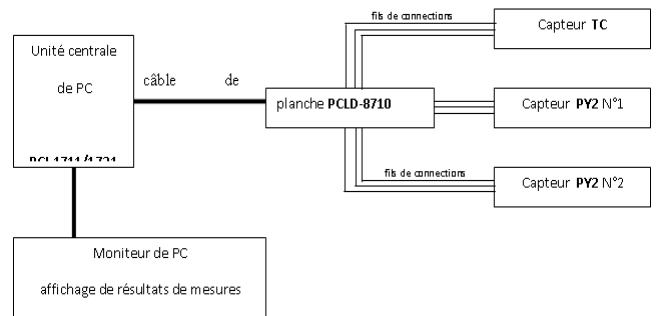 Unité centrale
de PC
câble de
planche PCLD-8710
fils de connections
Capteur TC
Capteur PY2 N°1
fils de connections
Capteur PY2 N°2
Moniteur de PC
affichage de résultats de mesures